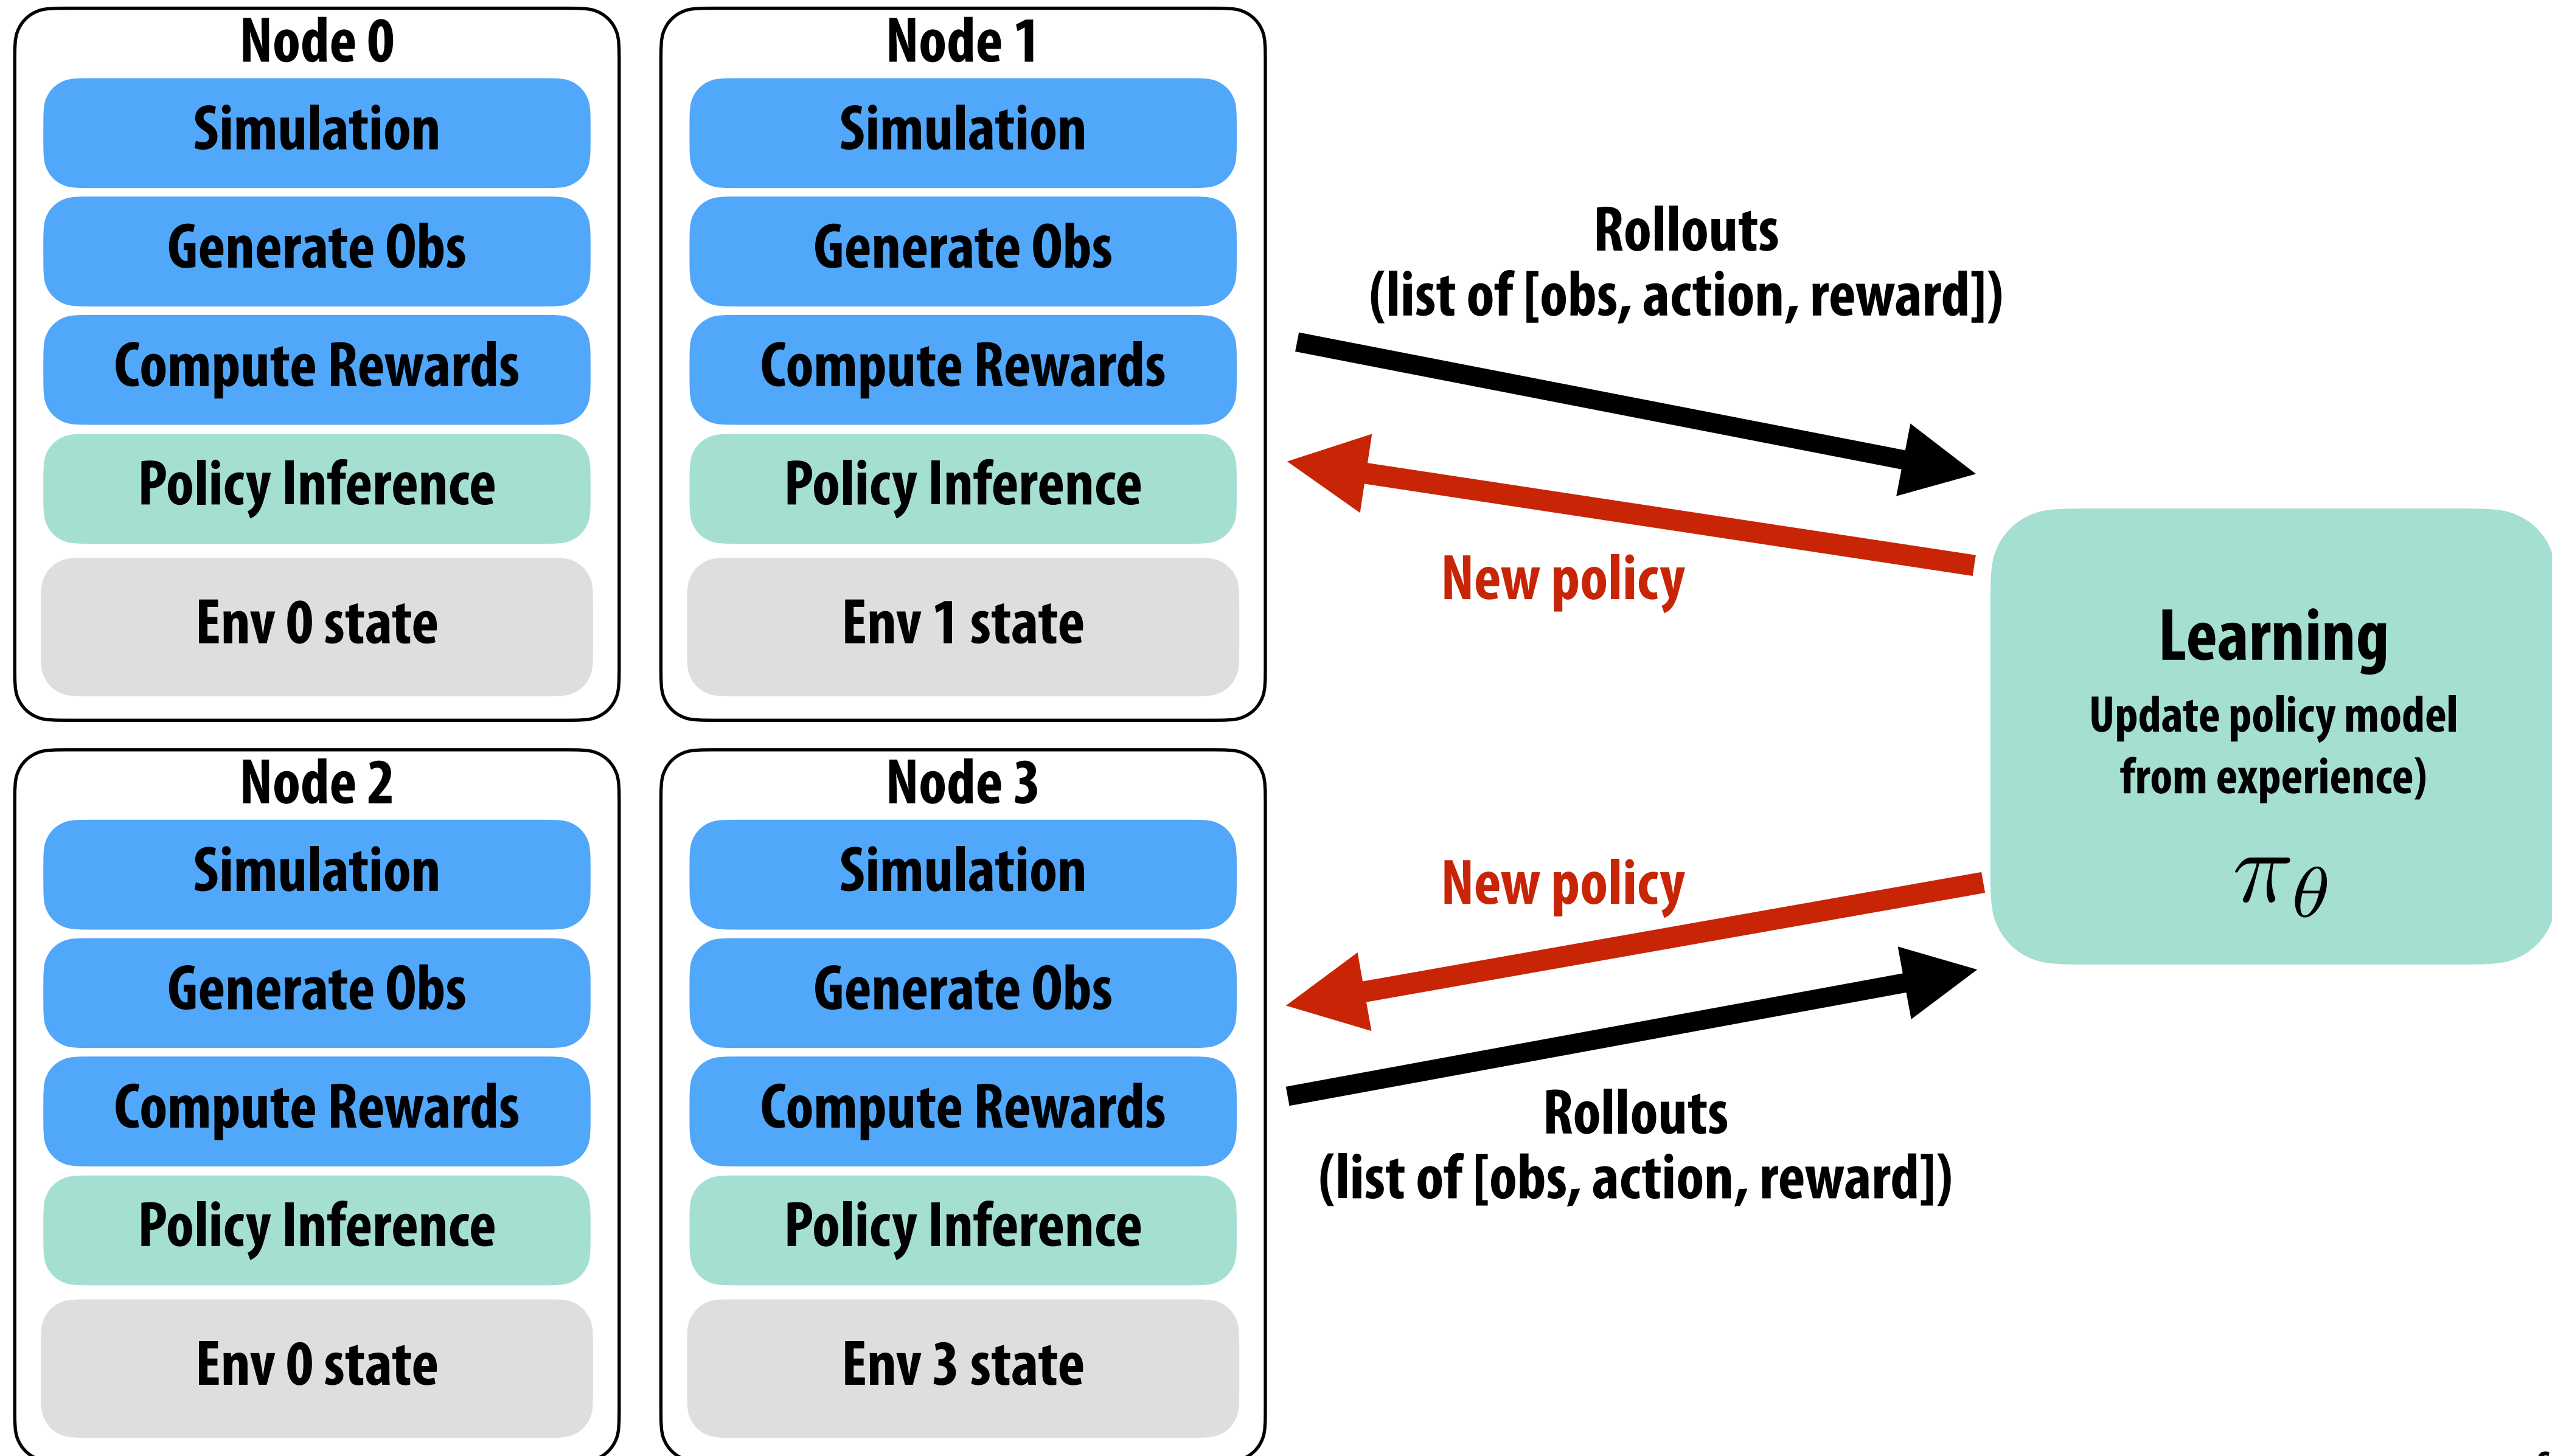 Node 0
Simulation
Generate Obs
Compute Rewards
Policy Inference
Env 0 state
Node 1
Simulation
Generate Obs
Compute Rewards
Policy Inference
Env 1 state
Node 2
Simulation
Generate Obs
Compute Rewards
Policy Inference
Env 0 state
Node 3
Simulation
Generate Obs
Compute Rewards
Policy Inference
Env 3 state
Rollouts
(list of [obs, action, reward])
New policy
New policy
Rollouts
(list of [obs, action, reward])
Learning
Update policy model
from experience)
π_θ